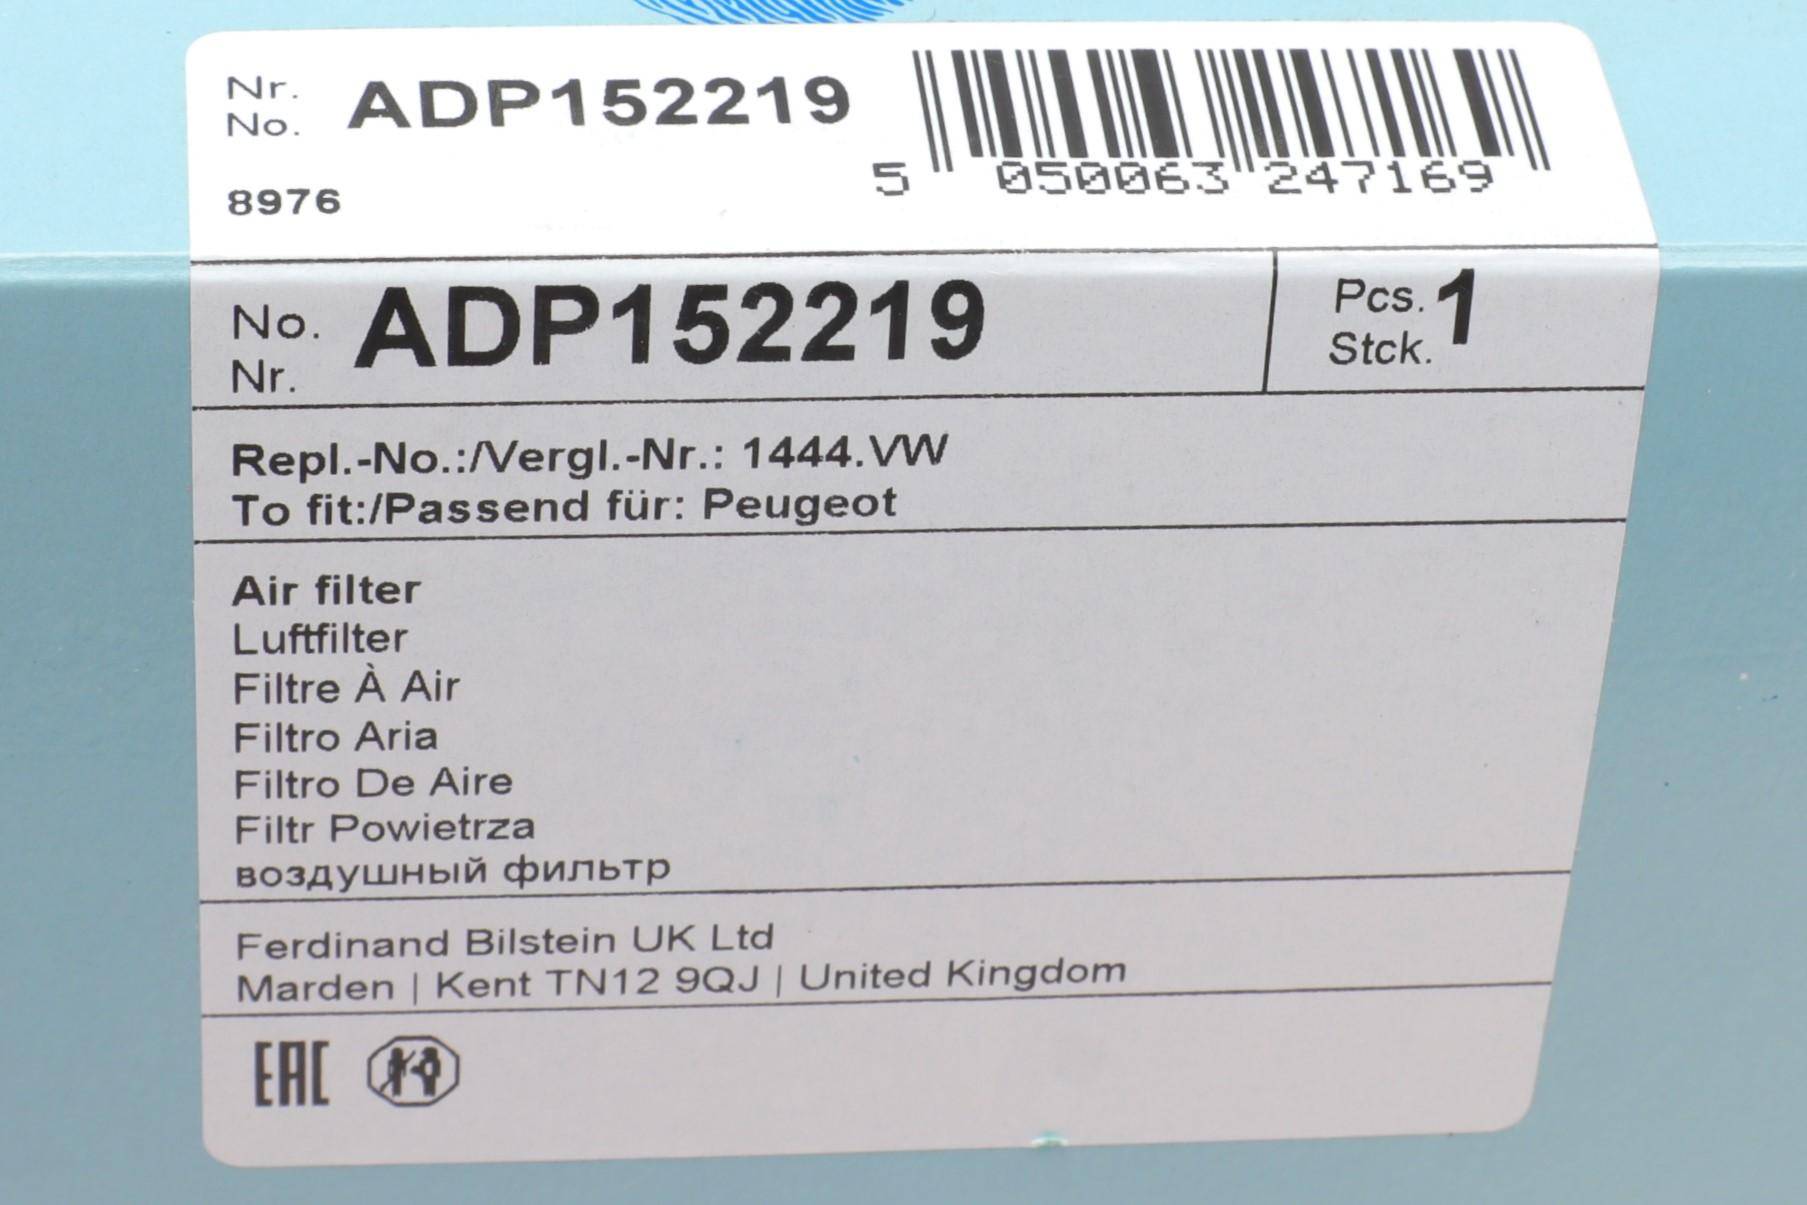 Nr.
No. ADP152219
8976
5 050063 247169
No.
Nr. ADP152219
Pcs.
Stck. 1
Repl.-No.:/Vergl.-Nr.: 1444.VW
To fit:/Passend für: Peugeot
Air filter
Luftfilter
Filtre À Air
Filtro Aria
Filtro De Aire
Filtr Powietrza
воздушный фильтр
Ferdinand Bilstein UK Ltd
Marden | Kent TN12 9QJ | United Kingdom
EAC